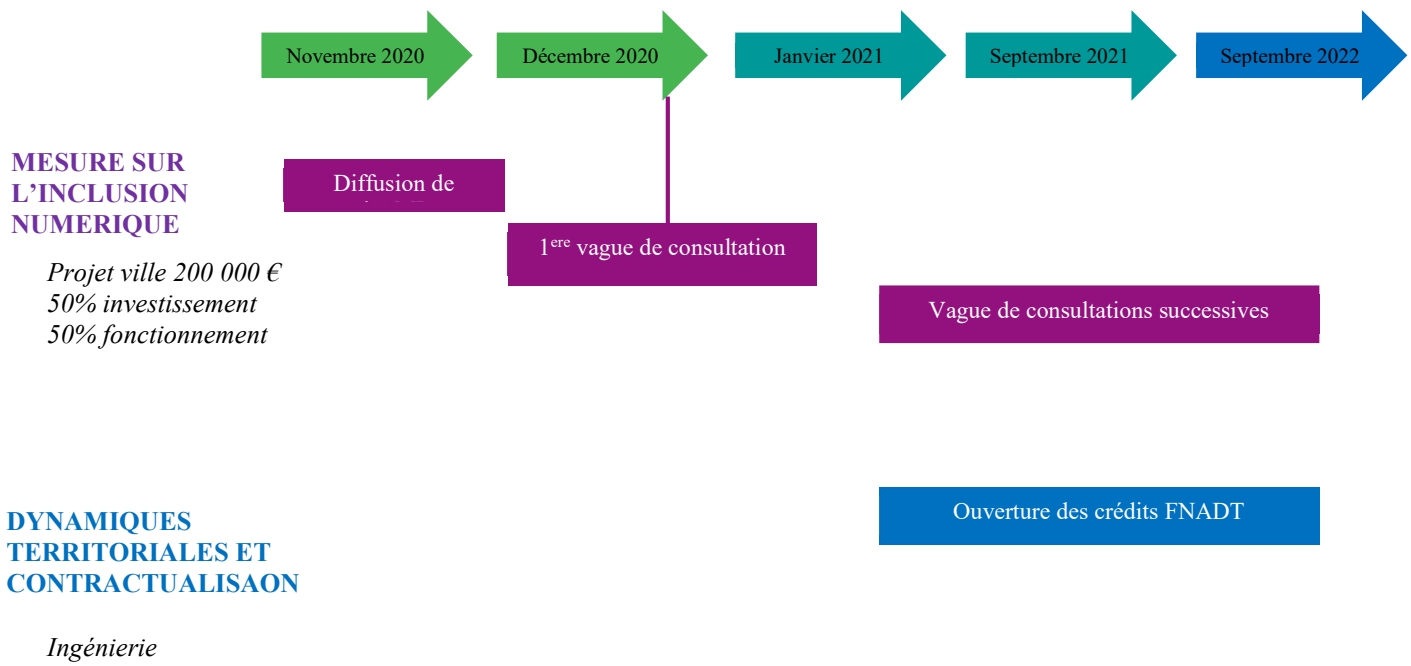 Novembre 2020
Décembre 2020
Janvier 2021
Septembre 2021
Septembre 2022
MESURE SUR
L’INCLUSION
NUMERIQUE
Projet ville 200 000 €
50% investissement
50% fonctionnement
Diffusion de
1ere vague de consultation
Vague de consultations successives
DYNAMIQUES
TERRITORIALES ET
CONTRACTUALISAON
Ingénierie
Ouverture des crédits FNADT